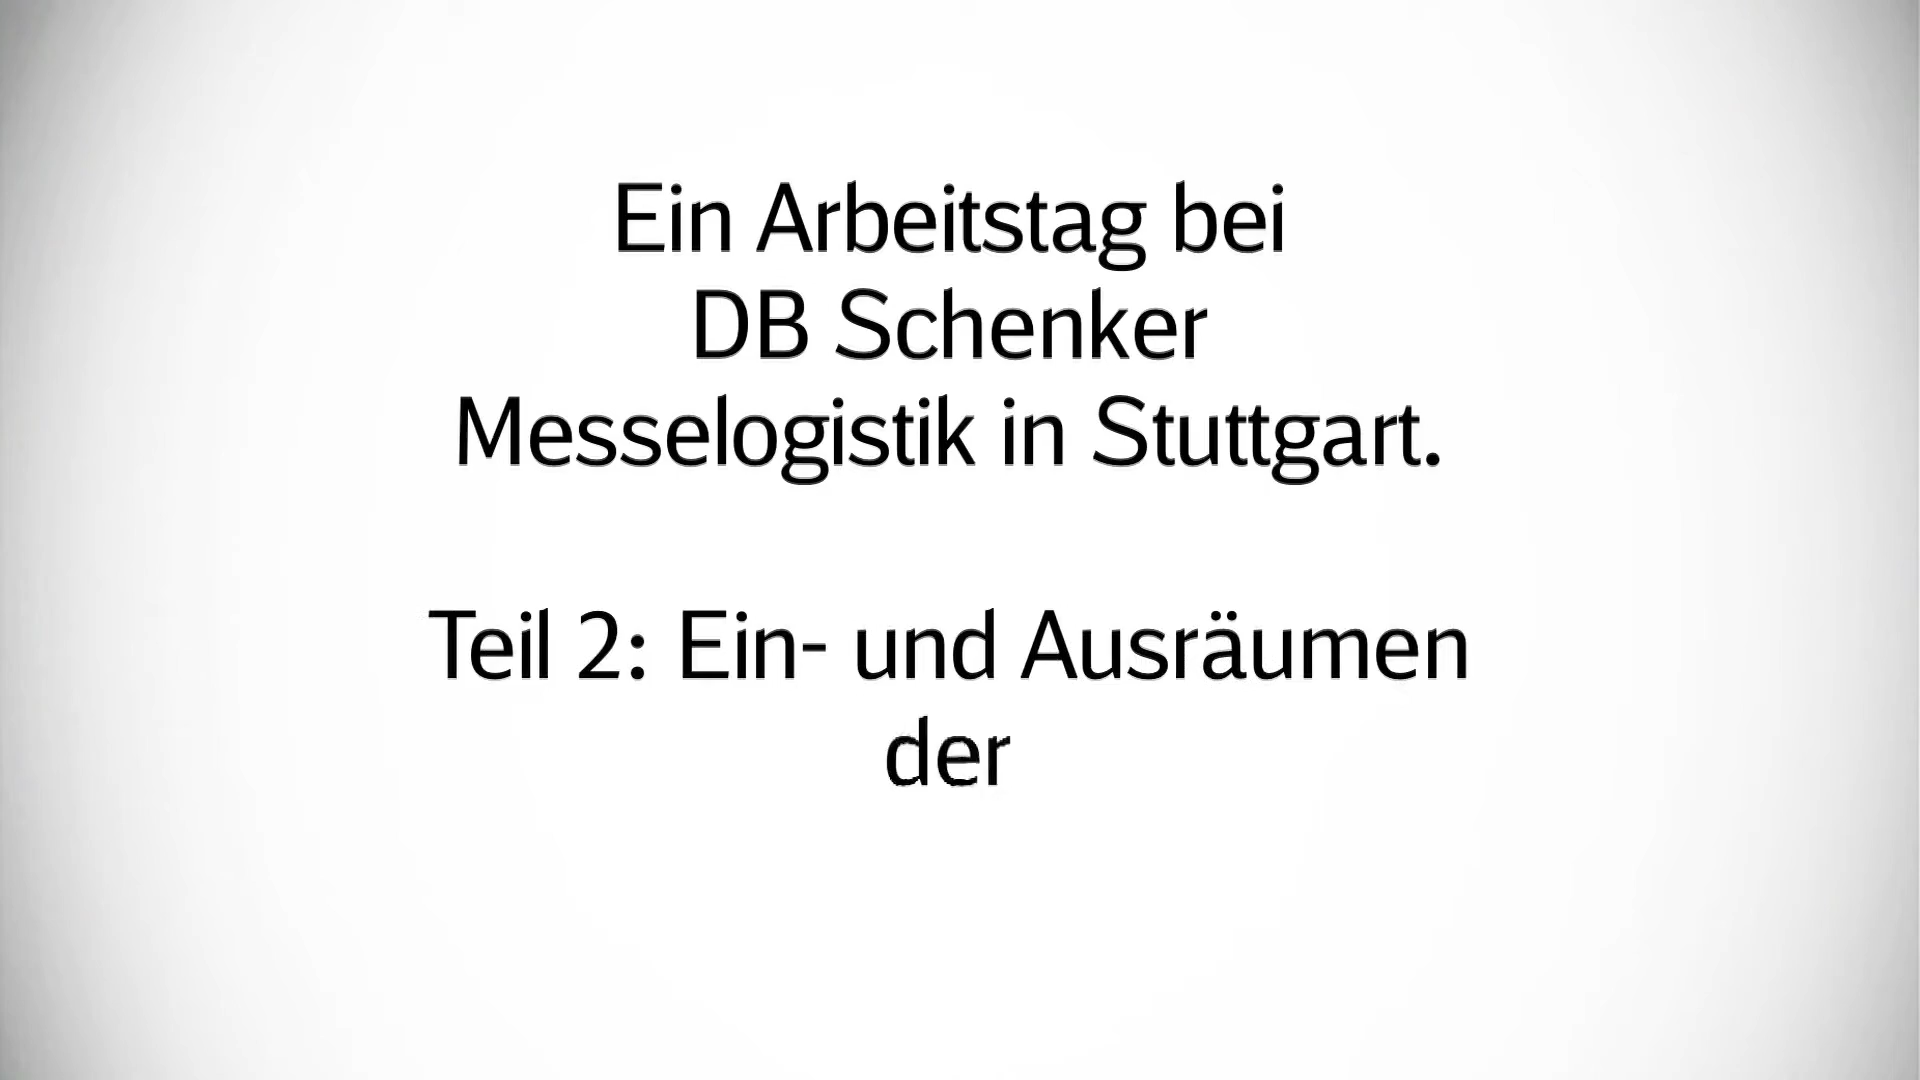 Ein Arbeitstag bei
DB Schenker
Messelogistik in Stuttgart.
Teil 2: Ein- und Ausräumen
der